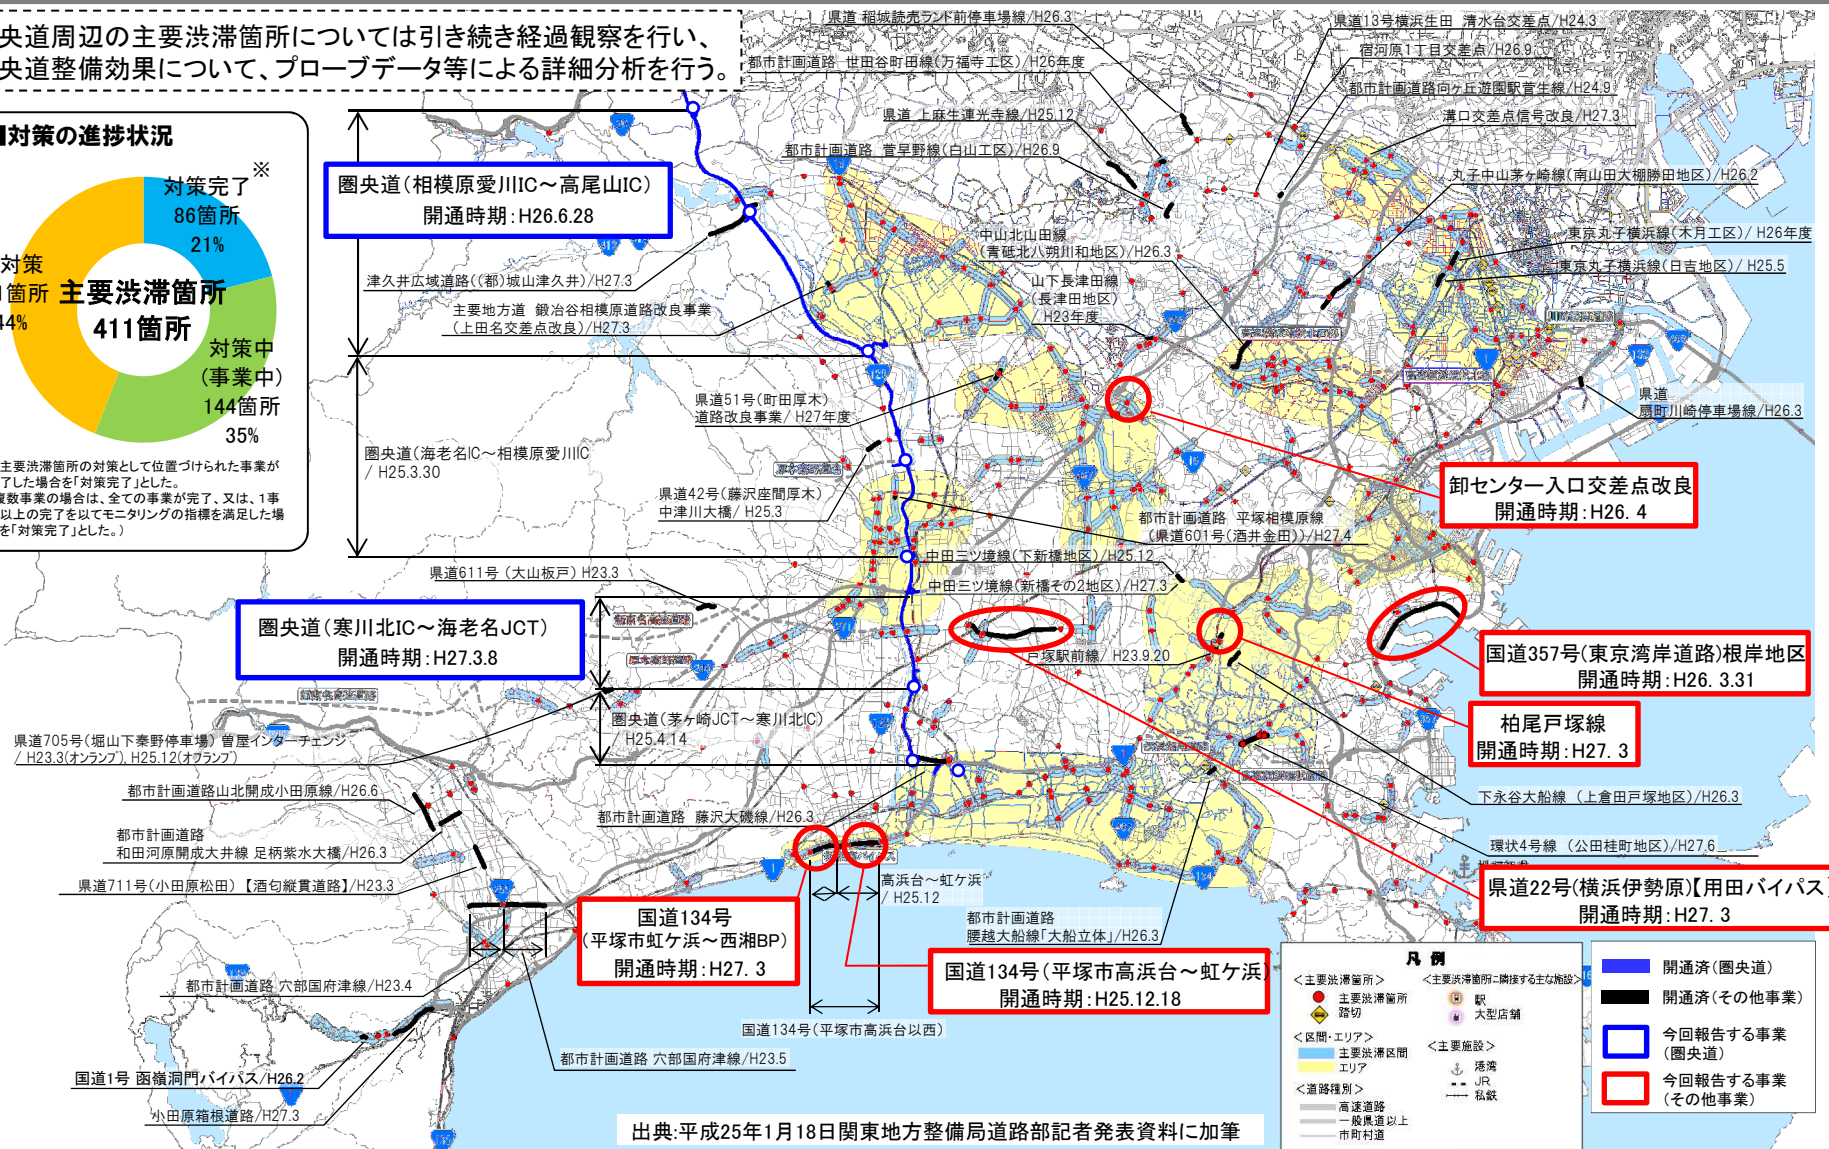 央道周辺の主要渋滞箇所については引き続き経過観察を行い、
央道整備効果について、プローブデータ等による詳細分析を行う。
対策の進捗状況
対策完了※
86箇所
21%
対策
箇所
44%
主要渋滞箇所
411箇所
対策中
(事業中)
144箇所
35%
主要渋滞箇所の対策として位置づけられた事業が
了した場合を「対策完了」とした。
複数事業の場合は、全ての事業が完了、又は、1事
以上の完了を以てモニタリングの指標を満足した場
を「対策完了」とした。)
県道 稲城読売ランド前停車場線/H26.3
都市計画道路 世田谷町田線(万福寺工区)/H26年度
県道 上麻生連光寺線/H25.12
都市計画道路 菅早野線(白山工区)/H26.9
県道13号横浜生田 清水台交差点/H24.3
宿河原1丁目交差点/H26.9
都市計画道路向ヶ丘遊園駅菅生線/H24.9
溝口交差点信号改良/H27.3
丸子中山茅ヶ崎線(南山田大棚勝田地区)/H26.2
東京丸子横浜線(木月工区)/H26年度
東京丸子横浜線(日吉地区)/H25.5
圏央道(相模原愛川IC～高尾山IC)
開通時期:H26.6.28
津久井広域道路((都)城山津久井)/H27.3
主要地方道 鍛冶谷相模原道路改良事業
(上田名交差点改良)/H27.3
中山北山田線
(青砥北八朔川和地区)/H26.3
山下長津田線
(長津田地区)
H23年度
県道51号(町田厚木)
道路改良事業/H27年度
圏央道(海老名IC～相模原愛川IC
/H25.3.30
県道42号(藤沢座間厚木)
中津川大橋/H25.3
県道
扇町川崎停車場線/H26.3
卸センター入口交差点改良
開通時期:H26. 4
都市計画道路 平塚相模原線
(県道601号(酒井金田))/H27.4
中田三ツ境線(下新橋地区)/H25.12
中田三ツ境線(新橋その2地区)/H27.3
県道611号(大山板戸)H23.3
圏央道(寒川北IC～海老名JCT)
開通時期:H27.3.8
戸塚駅前線/H23.9.20
国道357号(東京湾岸道路)根岸地区
開通時期:H26. 3.31
柏尾戸塚線
開通時期:H27. 3
圏央道(茅ヶ崎JCT～寒川北IC)
/H25.4.14
県道705号(堀山下秦野停車場) 曽屋インターチェンジ
/H23.3(オンランプ), H25.12(オフランプ)
都市計画道路山北開成小田原線/H26.6
都市計画道路
和田河原開成大井線 足柄紫水大橋/H26.3
県道711号(小田原松田)【酒匂縦貫道路】/H23.3
都市計画道路 藤沢大磯線/H26.3
下永谷大船線 (上倉田戸塚地区)/H26.3
環状4号線 (公田桂町地区)/H27.6
県道22号(横浜伊勢原)【用田バイパス】
開通時期:H27. 3
高浜台～虹ケ浜
/H25.12
都市計画道路
腰越大船線「大船立体」/H26.3
国道134号
(平塚市虹ケ浜～西湘BP)
開通時期:H27. 3
国道134号(平塚市高浜台～虹ケ浜)
開通時期:H25.12.18
国道134号(平塚市高浜台以西)
都市計画道路 穴部国府津線/H23.4
都市計画道路 穴部国府津線/H23.5
国道1号 函嶺洞門バイパス/H26.2
小田原箱根道路/H27.3
出典:平成25年1月18日関東地方整備局道路部記者発表資料に加筆
凡 例
<主要渋滞箇所>
主要渋滞箇所
踏切
<主要渋滞箇所に隣接する主な施設>
駅
大型店舗
<区間・エリア>
主要渋滞区間
エリア
<主要施設>
港湾
JR
私鉄
<道路種別>
高速道路
一般県道以上
市町村道
開通済(圏央道)
開通済(その他事業)
今回報告する事業
(圏央道)
今回報告する事業
(その他事業)